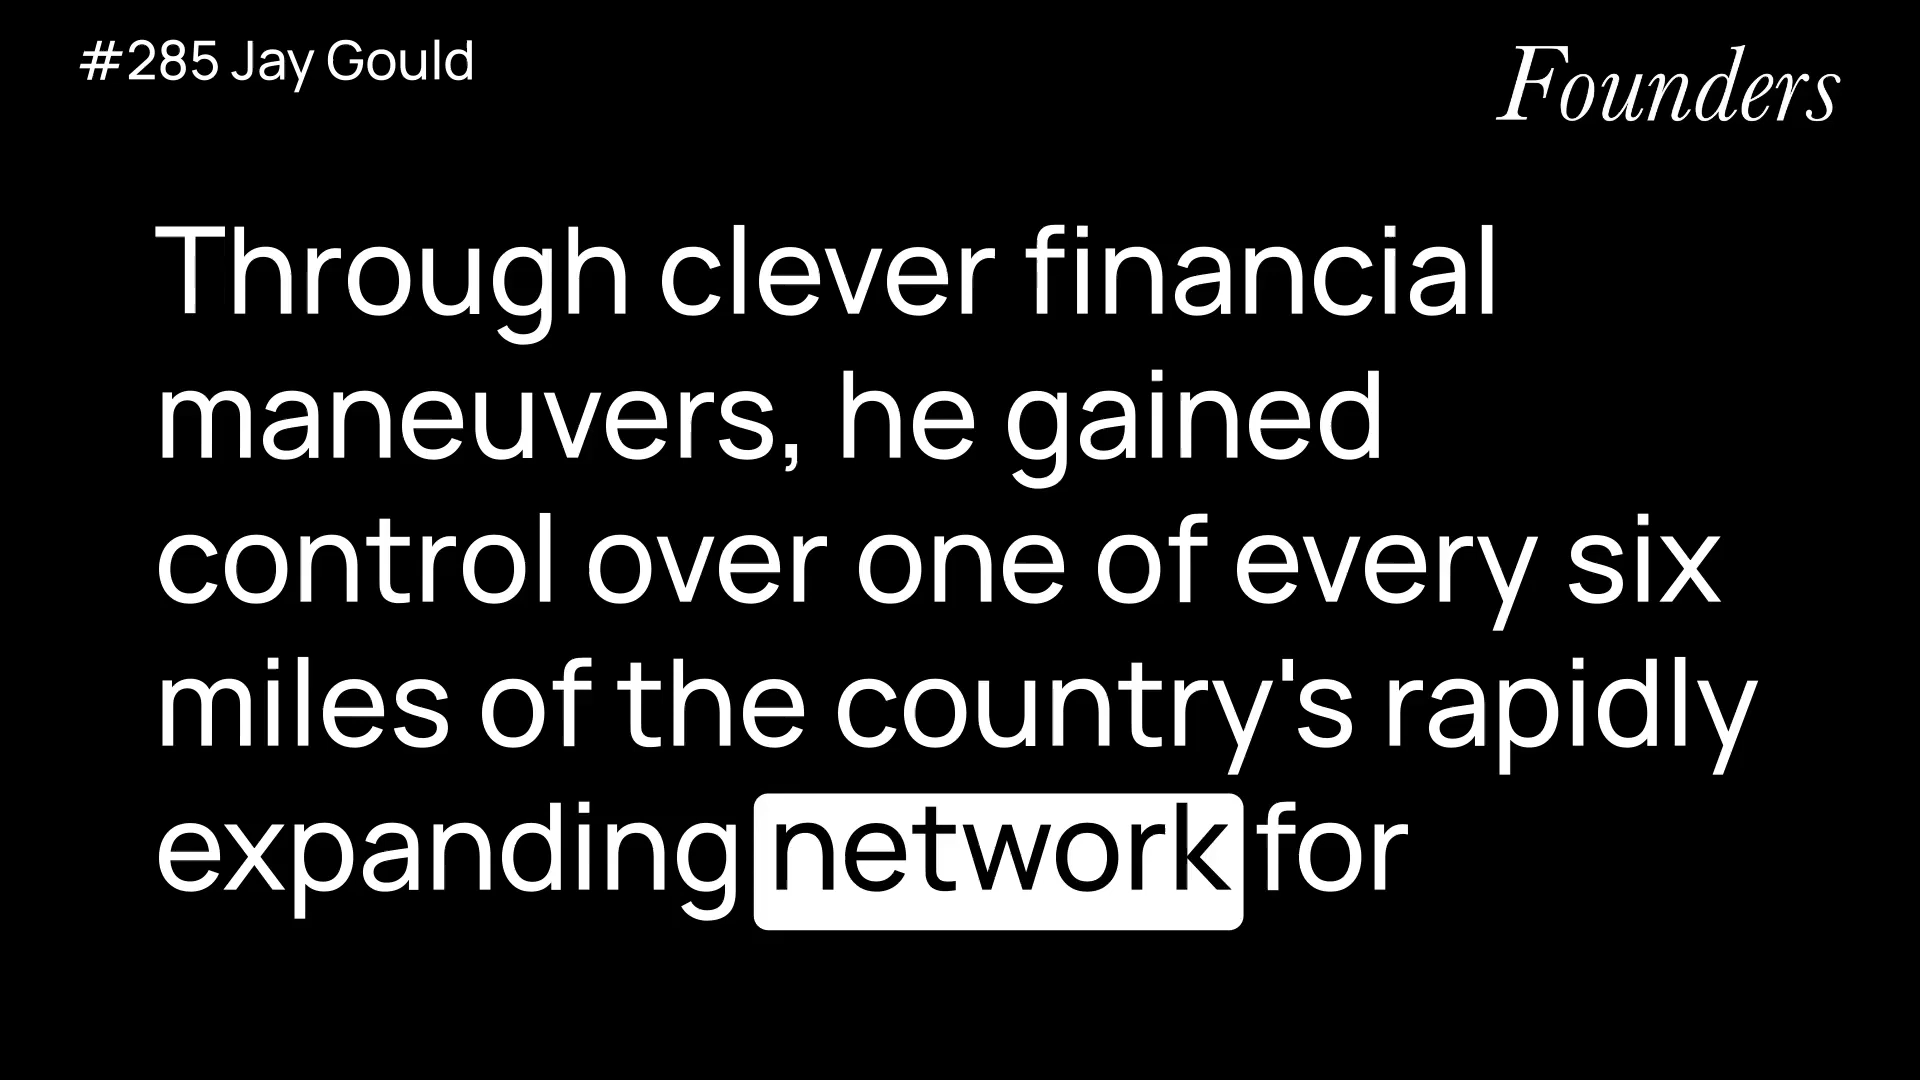 #285 Jay Gould
Founders
Through clever financial
maneuvers, he gained
control over one of every six
miles of the country's rapidly
expanding network for